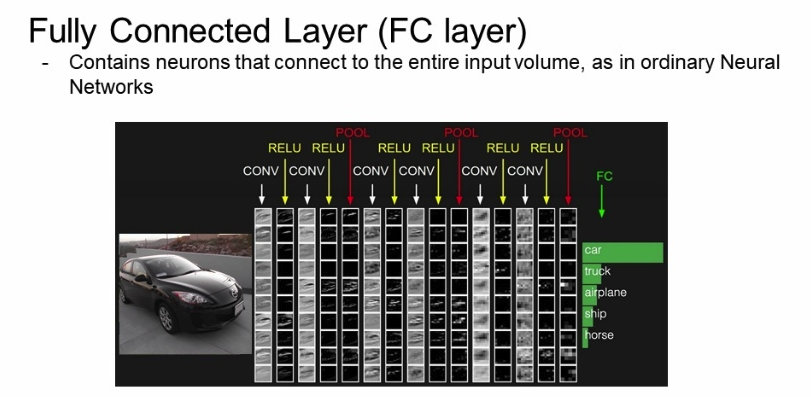 Fully Connected Layer (FC layer)
- Contains neurons that connect to the entire input volume, as in ordinary Neural
Networks
POOL POOL POOL
RELU RELU RELU RELU RELU RELU
CONV CONV CONV CONV CONV CONV
FC
car
truck
airplane
ship
horse